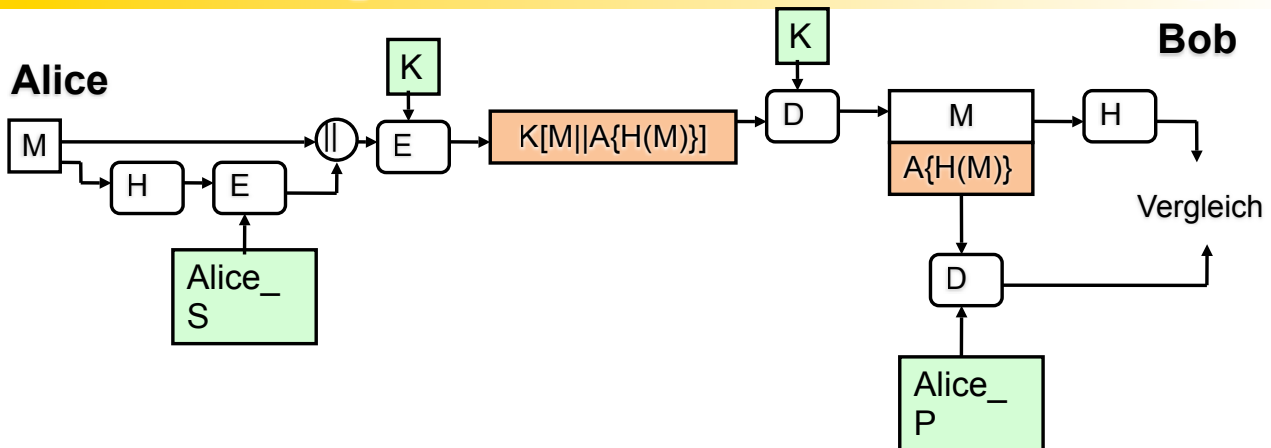 Alice
M
H
E
Alice_
S
||
K
E
K[M||A{H(M)}]
K
D
M
A{H(M)}
D
Alice_
P
H
Vergleich
Bob